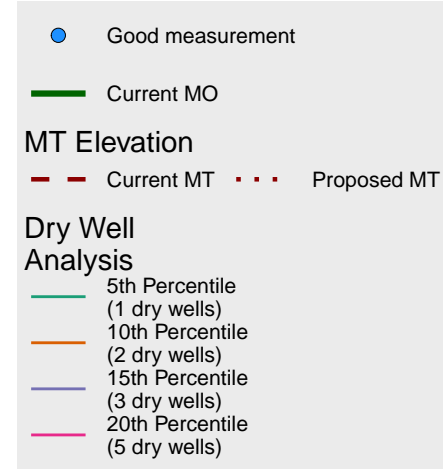 Good measurement
Current MO
MT Elevation
Current MT Proposed MT
Dry Well
Analysis
5th Percentile
(1 dry wells)
10th Percentile
(2 dry wells)
15th Percentile
(3 dry wells)
20th Percentile
(5 dry wells)